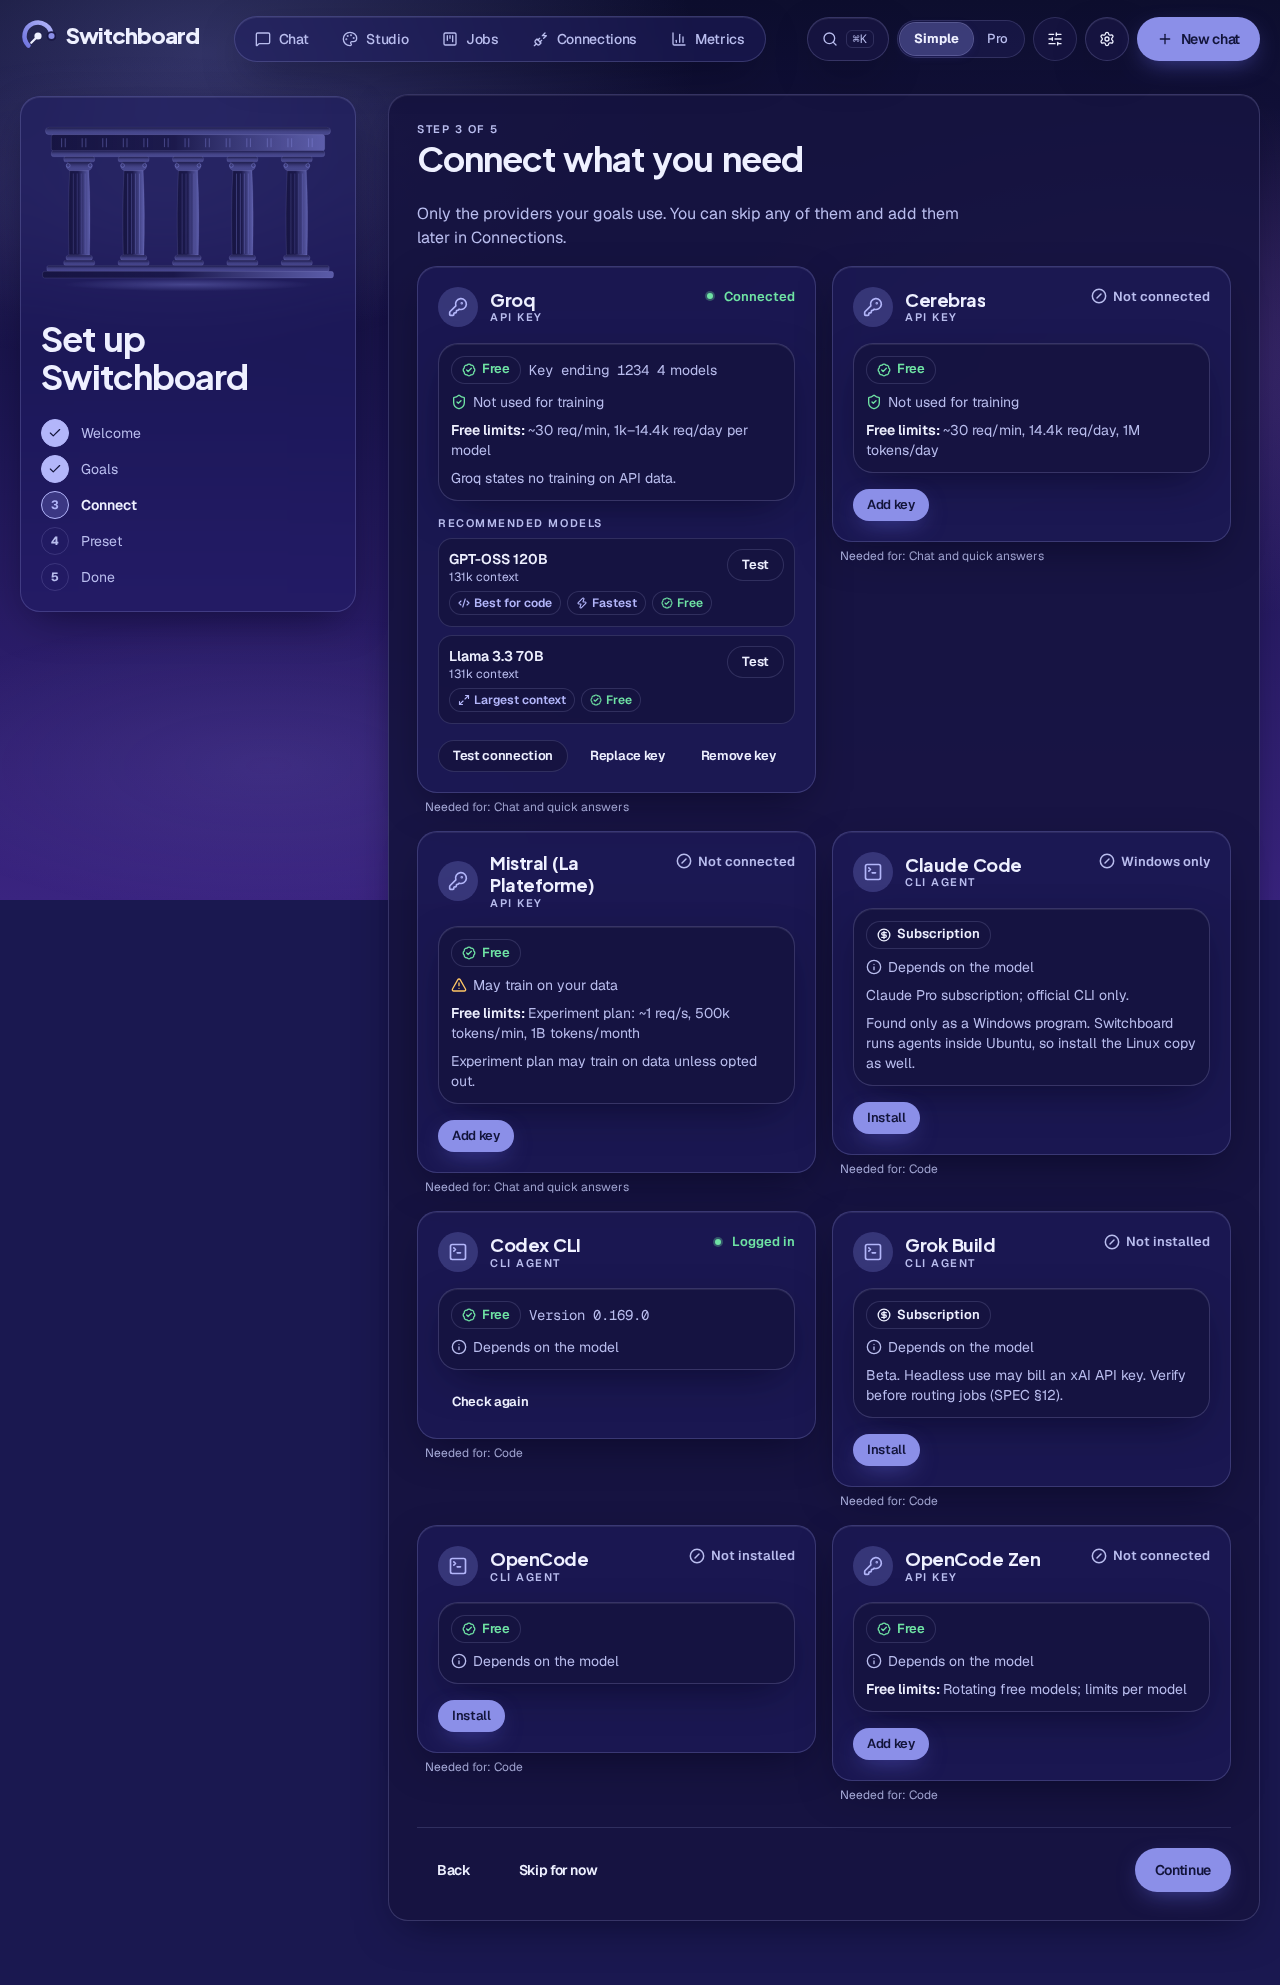 Switchboard
Chat
Studio
Jobs
Connections
Metrics
⌘K
Simple
Pro
New chat
Set up
Switchboard
Welcome
Goals
3 Connect
4 Preset
5 Done
STEP 3 OF 5
Connect what you need
Only the providers your goals use. You can skip any of them and add them
later in Connections.
Groq
API KEY
Connected
Free Key ending 1234 4 models
Not used for training
Free limits: ~30 req/min, 1k–14.4k req/day per
model
Groq states no training on API data.
RECOMMENDED MODELS
GPT-OSS 120B
131k context
Test
Best for code Fastest Free
Llama 3.3 70B
131k context
Test
Largest context Free
Test connection Replace key Remove key
Needed for: Chat and quick answers
Cerebras
API KEY
Not connected
Free
Not used for training
Free limits: ~30 req/min, 14.4k req/day, 1M
tokens/day
Add key
Needed for: Chat and quick answers
Mistral (La
Plateforme)
API KEY
Not connected
Free
May train on your data
Free limits: Experiment plan: ~1 req/s, 500k
tokens/min, 1B tokens/month
Experiment plan may train on data unless opted
out.
Add key
Needed for: Chat and quick answers
Claude Code
CLI AGENT
Windows only
Subscription
Depends on the model
Claude Pro subscription; official CLI only.
Found only as a Windows program. Switchboard
runs agents inside Ubuntu, so install the Linux copy
as well.
Install
Needed for: Code
Codex CLI
CLI AGENT
Logged in
Free Version 0.169.0
Depends on the model
Check again
Needed for: Code
Grok Build
CLI AGENT
Not installed
Subscription
Depends on the model
Beta. Headless use may bill an xAI API key. Verify
before routing jobs (SPEC §12).
Install
Needed for: Code
OpenCode
CLI AGENT
Not installed
Free
Depends on the model
Install
Needed for: Code
OpenCode Zen
API KEY
Not connected
Free
Depends on the model
Free limits: Rotating free models; limits per model
Add key
Needed for: Code
Back
Skip for now
Continue